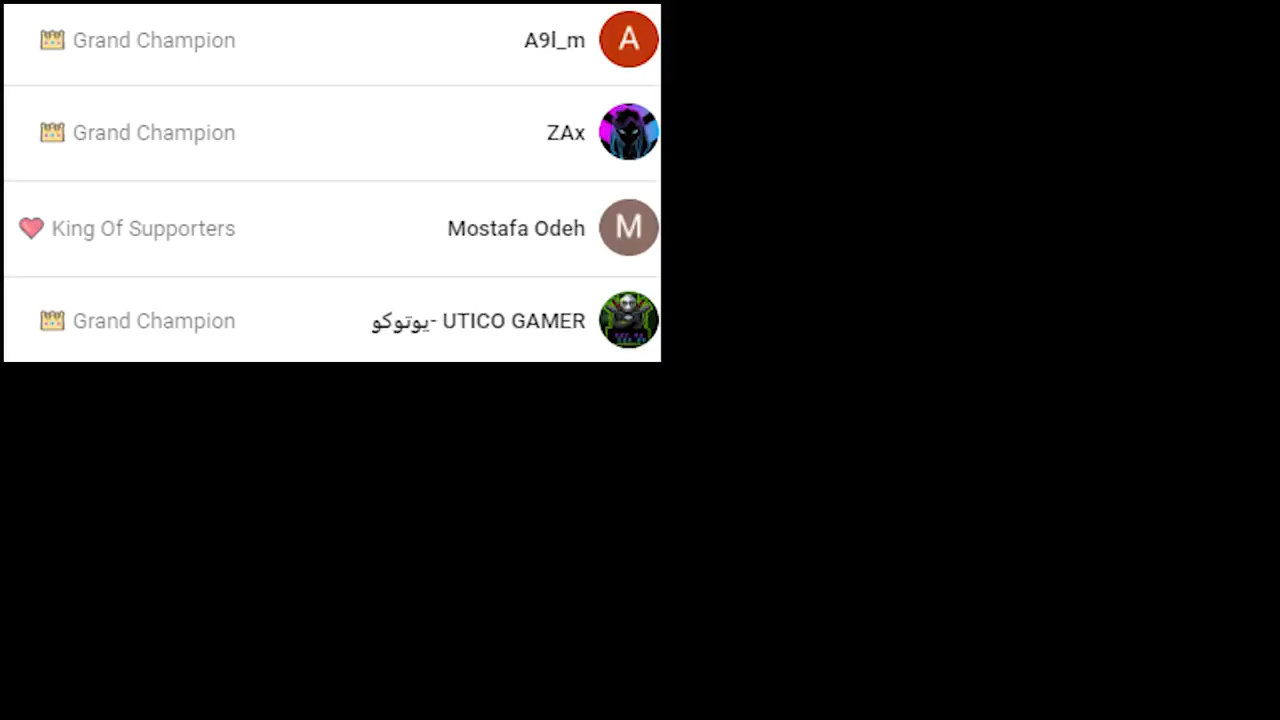 Grand Champion A9l_m A
Grand Champion ZAx
King Of Supporters Mostafa Odeh M
Grand Champion يوتوكو- UTICO GAMER